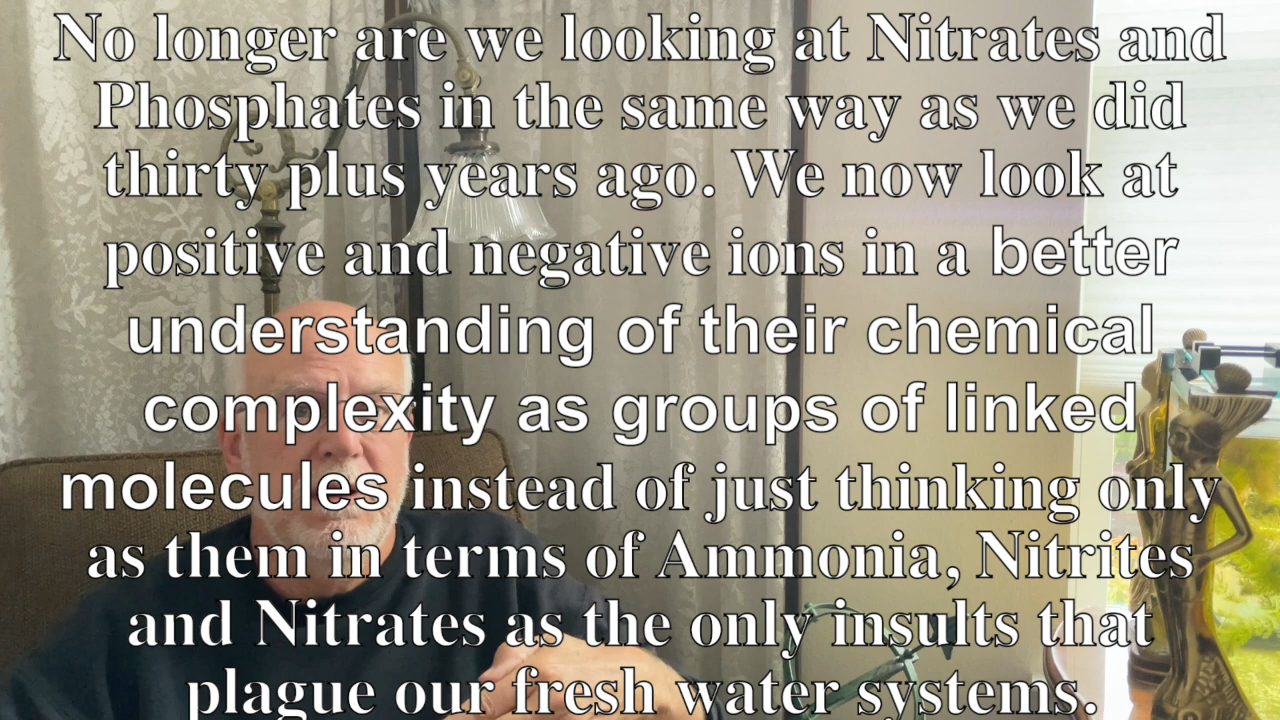 No longer are we looking at Nitrates and
Phosphates in the same way as we did
thirty plus years ago. We now look at
positive and negative ions in a better
understanding of their chemical
complexity as groups of linked
molecules instead of just thinking only
as them in terms of Ammonia, Nitrites
and Nitrates as the only insults that
plague our fresh water systems.